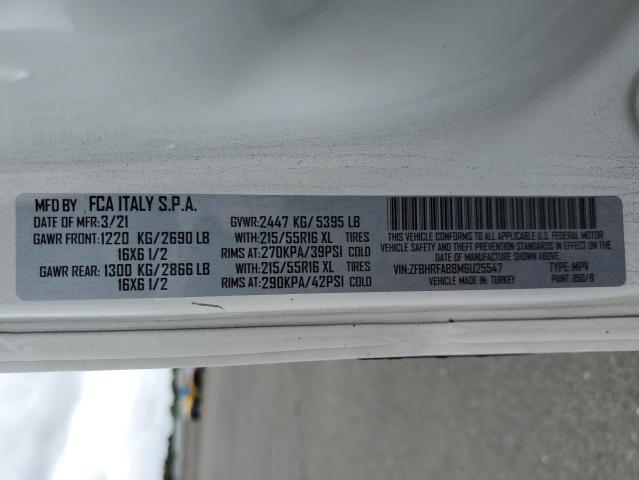 MFD BY FCA ITALY S.P.A.
DATE OF MFR:3/21 GVWR:2447 KG/5395 LB
GAWR FRONT:1220 KG/2690 LB WITH:215/55R16 XL TIRES
16X6 1/2 RIMS AT:270KPA/39PSI COLD
GAWR REAR:1300 KG/2866 LB WITH:215/55R16 XL TIRES
16X6 1/2 RIMS AT:290KPA/42PSI COLD
THIS VEHICLE CONFORMS TO ALL APPLICABLE U.S. FEDERAL MOTOR
VEHICLE SAFETY AND THEFT PREVENTION STANDARDS IN EFFECT ON THE DATE OF
MANUFACTURE SHOWN ABOVE.
VIN:ZFBHRFAB8M6U25547 TYPE:MPV
VEHICLE MADE IN: TURKEY PAINT: 850/B